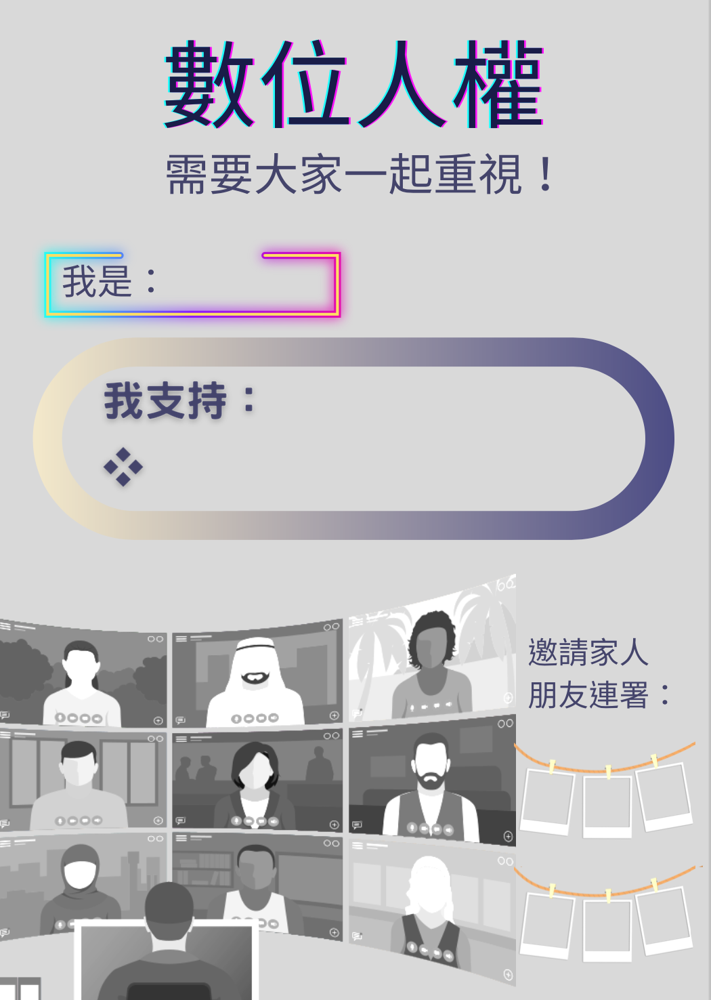 數位人權
需要大家一起重視！
我是：
我支持：
邀請家人
朋友連署：